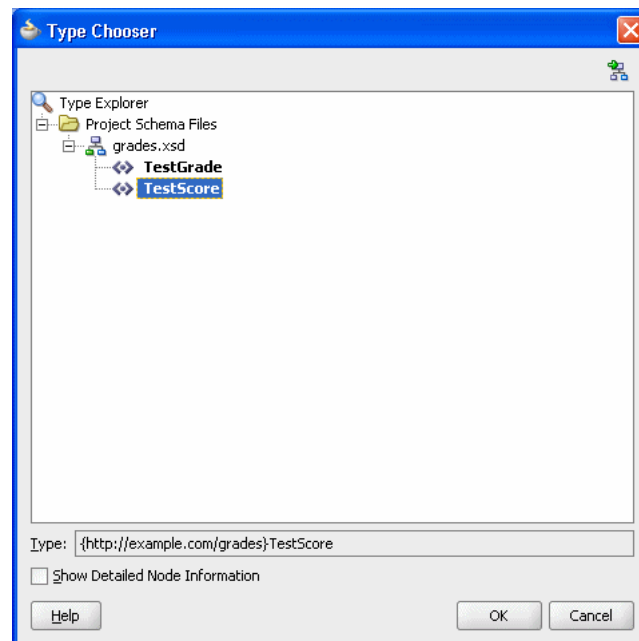 Type Chooser
Type Explorer
Project Schema Files
grades.xsd
TestGrade
TestScore
Type: {http://example.com/grades}TestScore
Show Detailed Node Information
Help OK Cancel